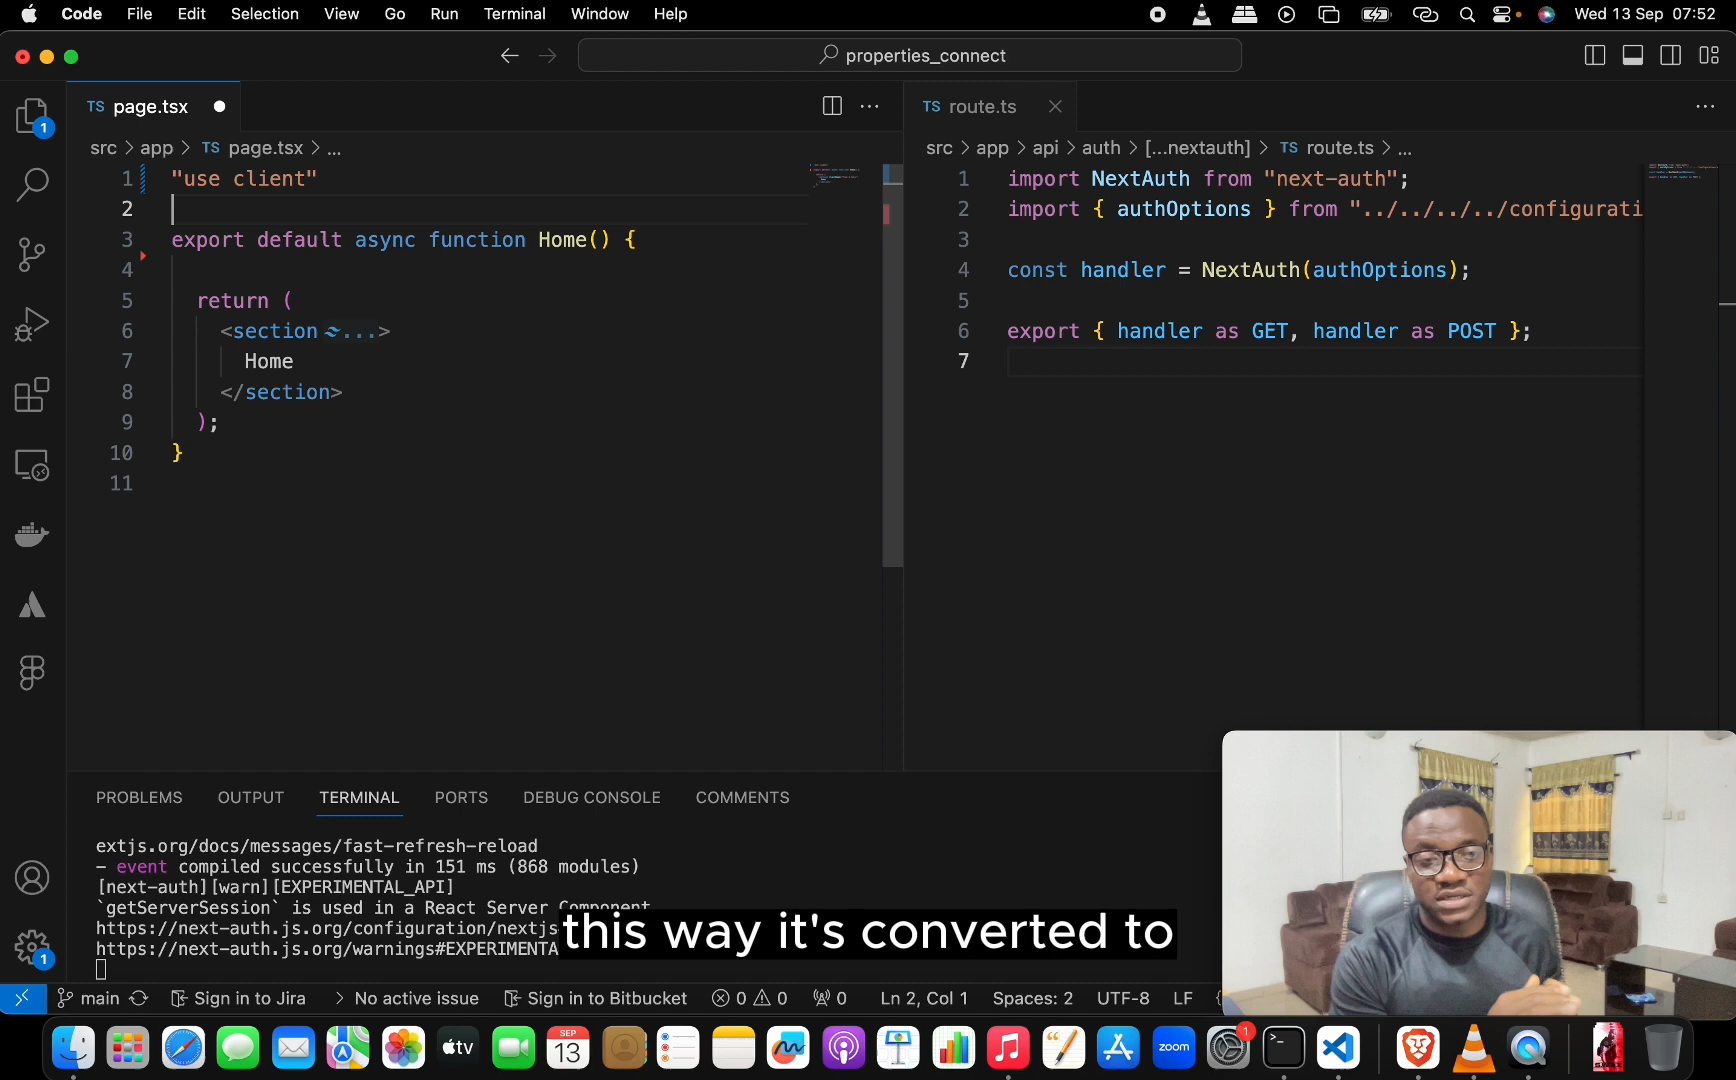 Code File Edit Selection View Go Run Terminal Window Help Wed 13 Sep 07:52
properties_connect
TS page.tsx
TS route.ts
src > app > TS page.tsx > ...
src > app > api > auth > [...nextauth] > TS route.ts > ...
1 "use client"
2
3 export default async function Home() {
4
5 return (
6 <section ...>
7 Home
8 </section>
9 );
10 }
11
1 import NextAuth from "next-auth";
2 import { authOptions } from "../../../../configurati
3
4 const handler = NextAuth(authOptions);
5
6 export { handler as GET, handler as POST };
7
PROBLEMS OUTPUT TERMINAL PORTS DEBUG CONSOLE COMMENTS
extjs.org/docs/messages/fast-refresh-reload
- event compiled successfully in 151 ms (868 modules)
[next-auth][warn][EXPERIMENTAL_API]
`getServerSession` is used in a React Server Component
https://next-auth.js.org/configuration/nextjs
https://next-auth.js.org/warnings#EXPERIMENTA
this way it's converted to
1
1
main Sign in to Jira > No active issue Sign in to Bitbucket 0 0 0 Ln 2, Col 1 Spaces: 2 UTF-8 LF {
tv
SEP
13
zoom
1